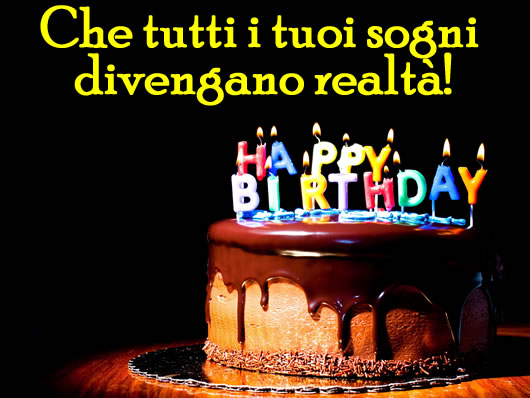 Che tutti i tuoi sogni
divengano realtà!
HAPPY
BIRTHDAY